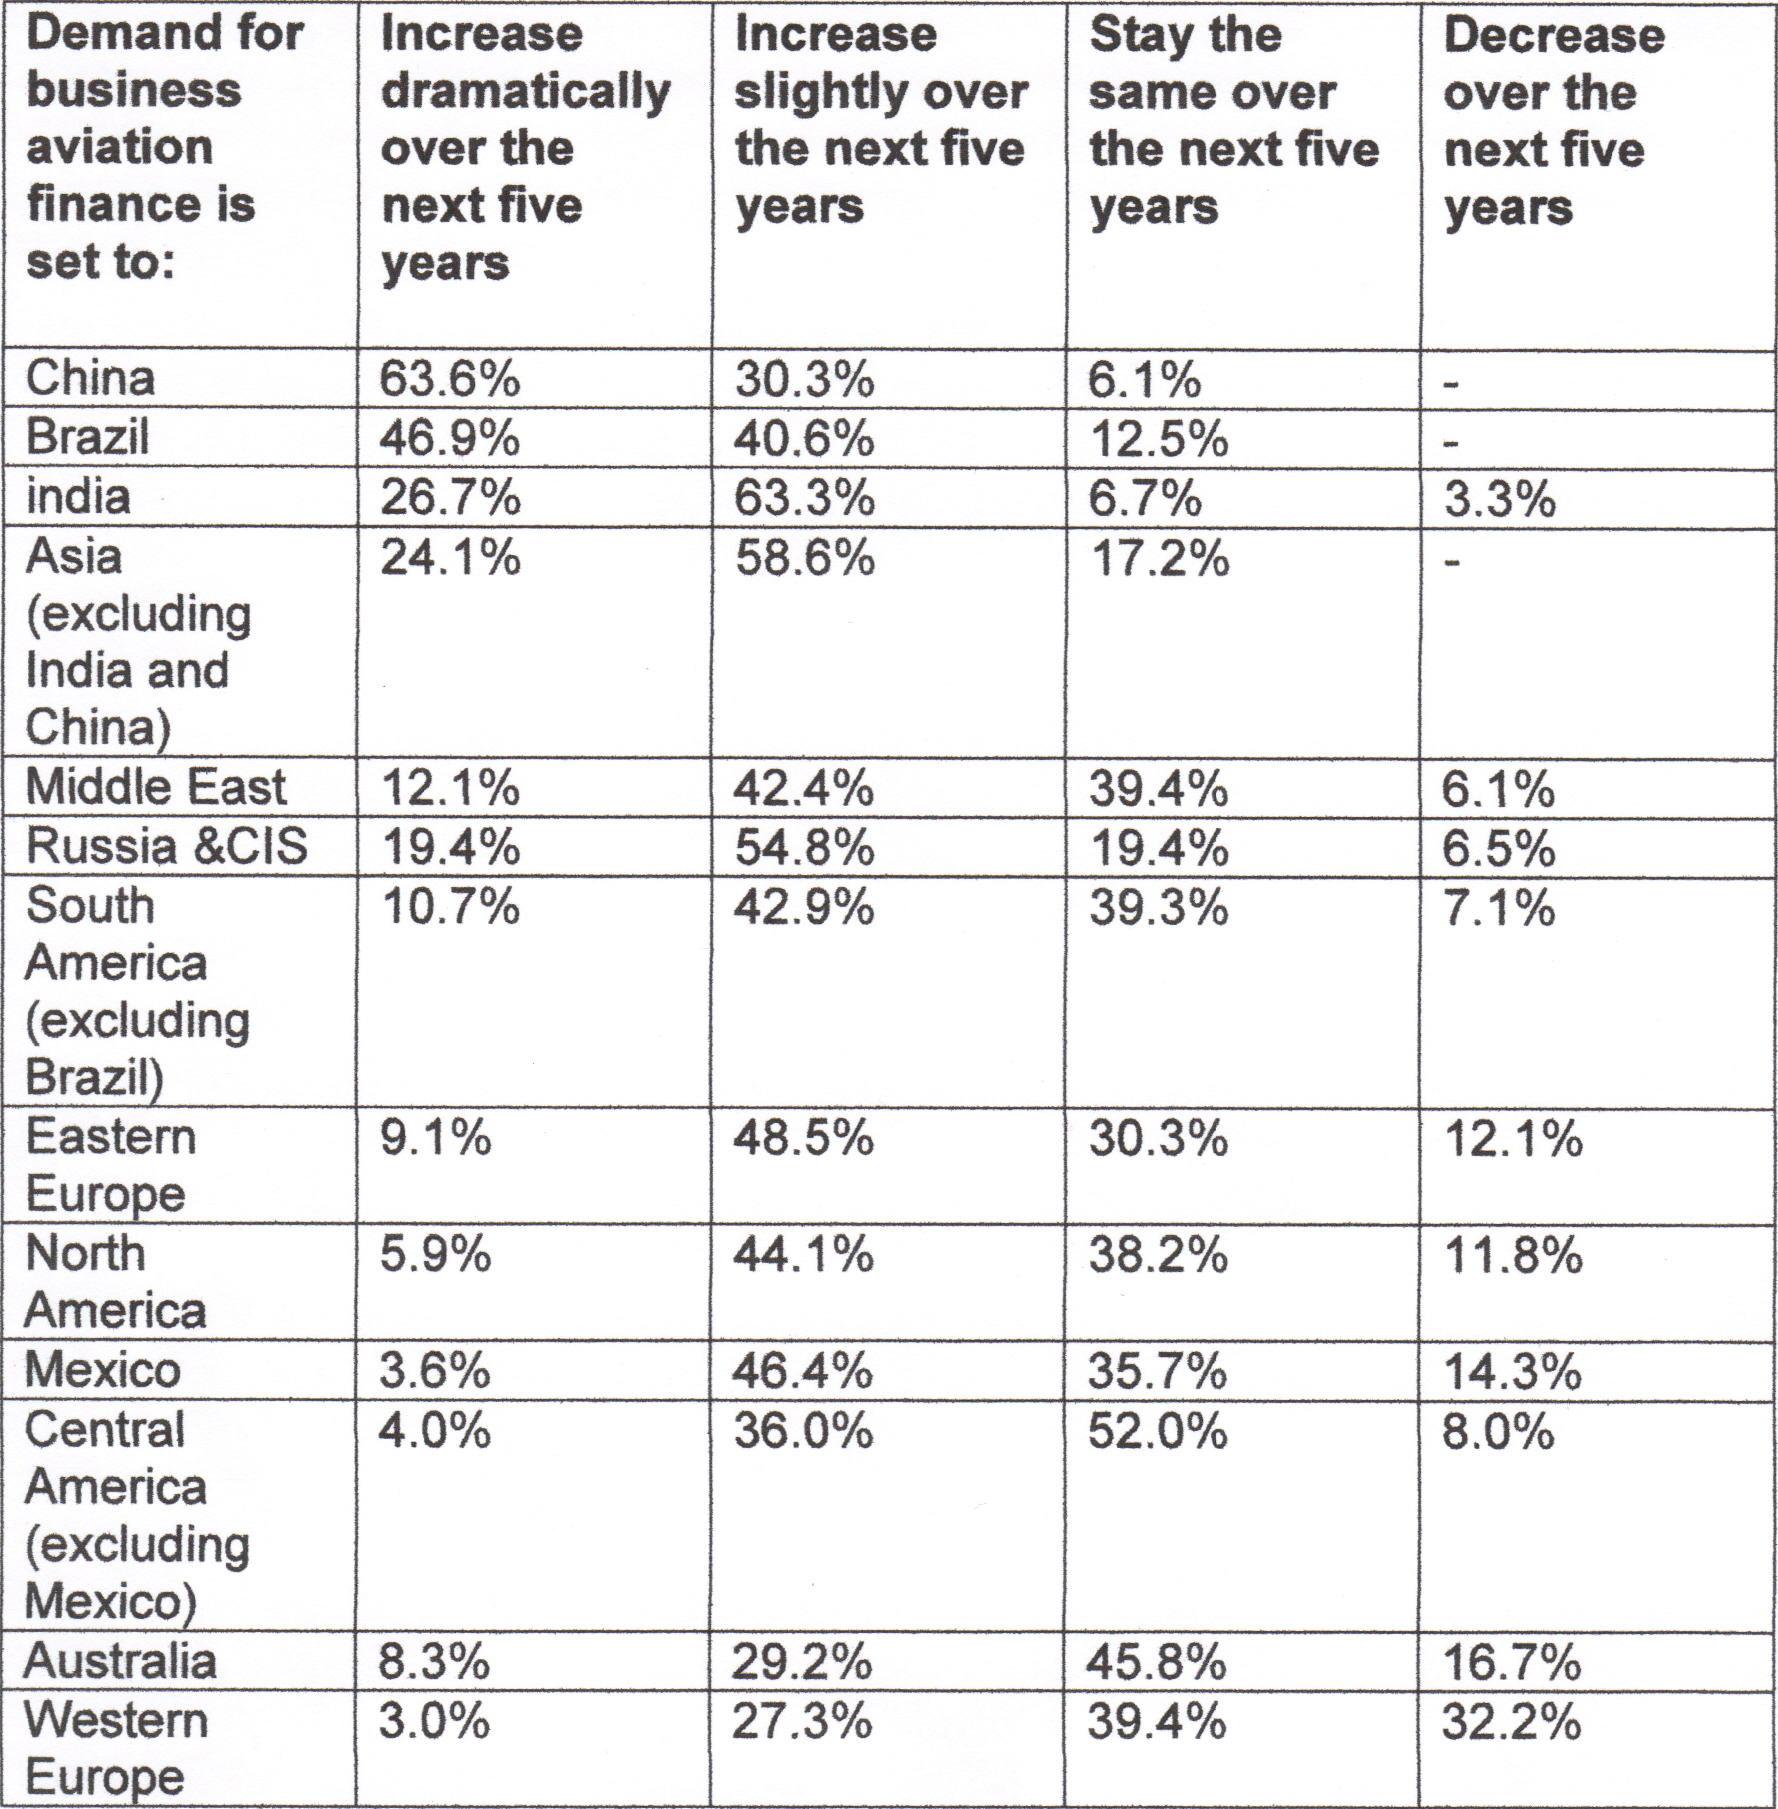 Demand for business aviation finance is set to: Increase dramatically over the next five years Increase slightly over the next five years Stay the same over the next five years Decrease over the next five years
China 63.6% 30.3% 6.1% -
Brazil 46.9% 40.6% 12.5% -
india 26.7% 63.3% 6.7% 3.3%
Asia (excluding India and China) 24.1% 58.6% 17.2% -
Middle East 12.1% 42.4% 39.4% 6.1%
Russia &CIS 19.4% 54.8% 19.4% 6.5%
South America (excluding Brazil) 10.7% 42.9% 39.3% 7.1%
Eastern Europe 9.1% 48.5% 30.3% 12.1%
North America 5.9% 44.1% 38.2% 11.8%
Mexico 3.6% 46.4% 35.7% 14.3%
Central America (excluding Mexico) 4.0% 36.0% 52.0% 8.0%
Australia 8.3% 29.2% 45.8% 16.7%
Western Europe 3.0% 27.3% 39.4% 32.2%